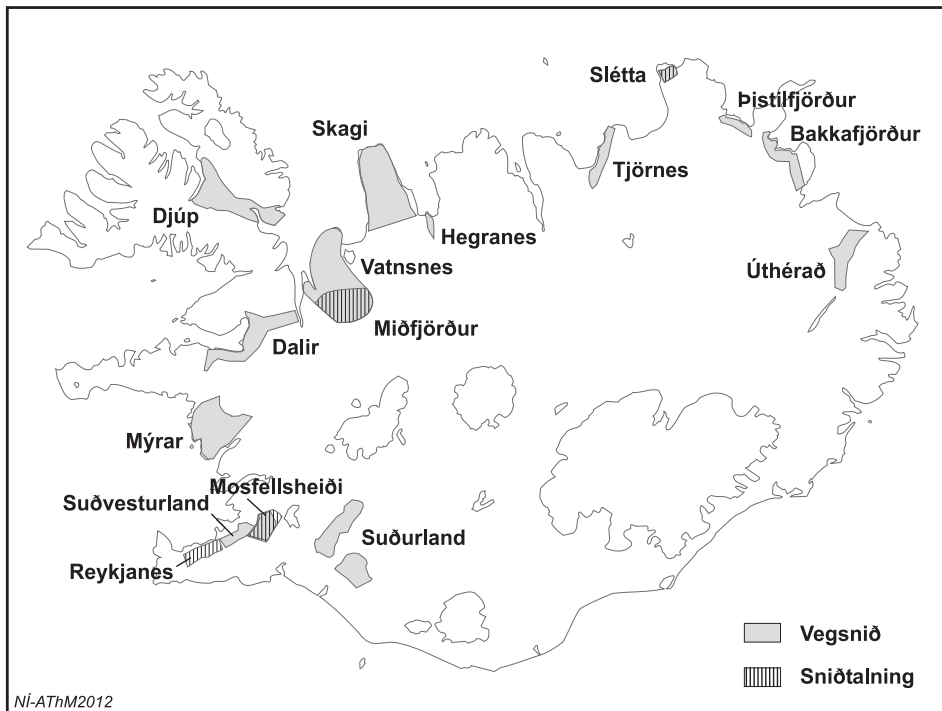 Slétta
Þistilfjörður
Skagi
Bakkafjörður
Tjörnes
Djúp
Hegranes
Vatnsnes
Úthérað
Miðfjörður
Dalir
Mýrar
Mosfellsheiði
Suðvesturland
Suðurland
Reykjanes
Vegsnið
Sniðtalning
NÍ-AThM2012